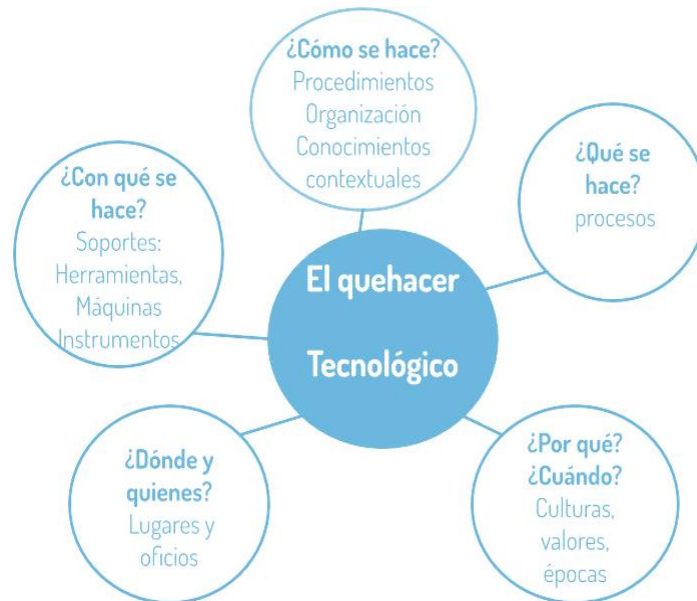 ¿Cómo se hace?
Procedimientos
Organización
Conocimientos
contextuales
¿Con qué se
hace?
Soportes:
Herramientas,
Máquinas
Instrumentos
¿Qué se
hace?
procesos
El quehacer
Tecnológico
¿Dónde y
quienes?
Lugares y
oficios
¿Por qué?
¿Cuándo?
Culturas,
valores,
épocas